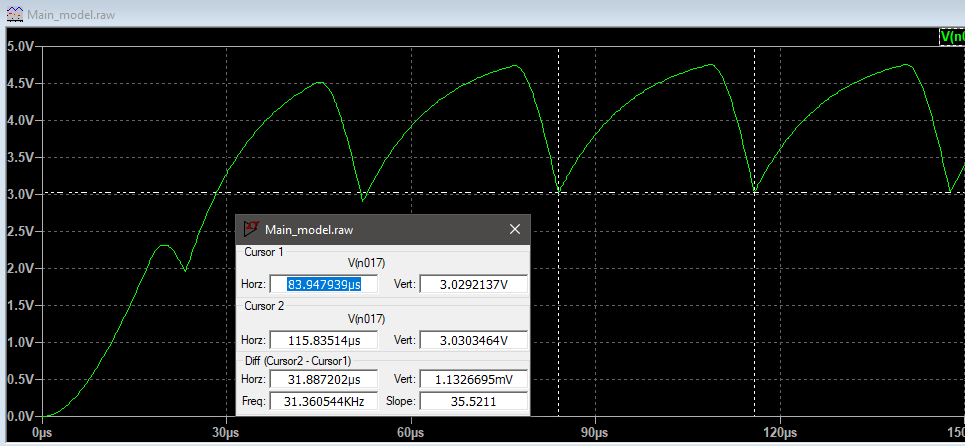 Main_model.raw
V(n0
5.0V
4.5V
4.0V
3.5V
3.0V
2.5V
2.0V
1.5V
1.0V
0.5V
0.0V
0µs
30µs
60µs
90µs
120µs
150
Main_model.raw
Cursor 1
V(n017)
Horz: 83.947939µs Vert: 3.0292137V
Cursor 2
V(n017)
Horz: 115.83514µs Vert: 3.0303464V
Diff (Cursor2 - Cursor1)
Horz: 31.887202µs Vert: 1.1326695mV
Freq: 31.360544KHz Slope: 35.5211